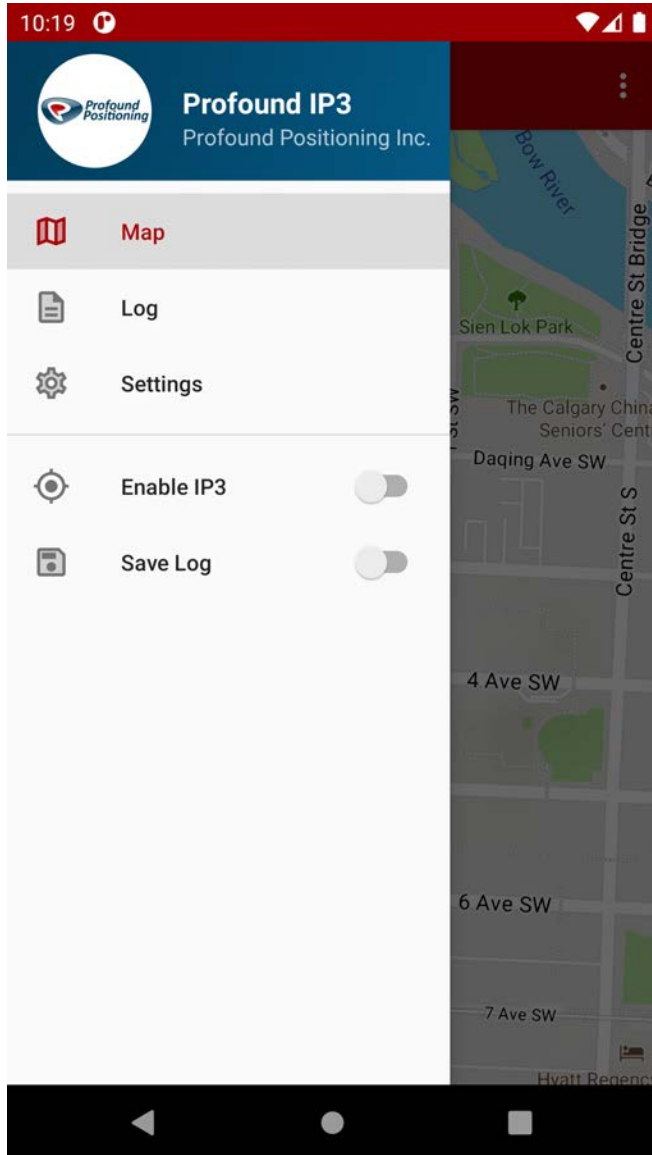 10:19
Profound
Positioning
Profound IP3
Profound Positioning Inc.
Map
Log
Settings
Enable IP3
Save Log
Bow River
Centre St Bridge
Sien Lok Park
The Calgary China
Seniors' Cent
St SW
Daqing Ave SW
Centre St S
4 Ave SW
6 Ave SW
7 Ave SW
Hyatt Regenc